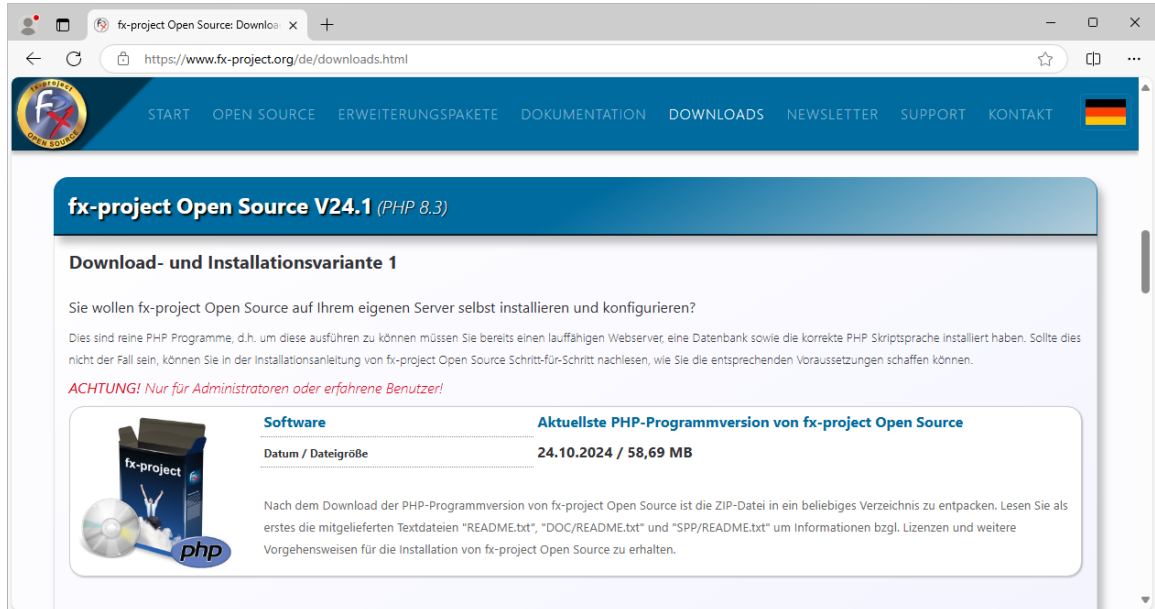 fx-project Open Source: Downloa
https://www.fx-project.org/de/downloads.html
fx-project
Fx
OPEN SOURCE
START OPEN SOURCE ERWEITERUNGSPAKETE DOKUMENTATION DOWNLOADS NEWSLETTER SUPPORT KONTAKT
fx-project Open Source V24.1 (PHP 8.3)
Download- und Installationsvariante 1
Sie wollen fx-project Open Source auf Ihrem eigenen Server selbst installieren und konfigurieren?
Dies sind reine PHP Programme, d.h. um diese ausführen zu können müssen Sie bereits einen lauffähigen Webserver, eine Datenbank sowie die korrekte PHP Skriptsprache installiert haben. Sollte dies
nicht der Fall sein, können Sie in der Installationsanleitung von fx-project Open Source Schritt-für-Schritt nachlesen, wie Sie die entsprechenden Voraussetzungen schaffen können.
ACHTUNG! Nur für Administratoren oder erfahrene Benutzer!
Software Aktuellste PHP-Programmversion von fx-project Open Source
Datum / Dateigröße 24.10.2024 / 58,69 MB
fx-project
php
Nach dem Download der PHP-Programmversion von fx-project Open Source ist die ZIP-Datei in ein beliebiges Verzeichnis zu entpacken. Lesen Sie als
erstes die mitgelieferten Textdateien "README.txt", "DOC/README.txt" und "SPP/README.txt" um Informationen bzgl. Lizenzen und weitere
Vorgehensweisen für die Installation von fx-project Open Source zu erhalten.